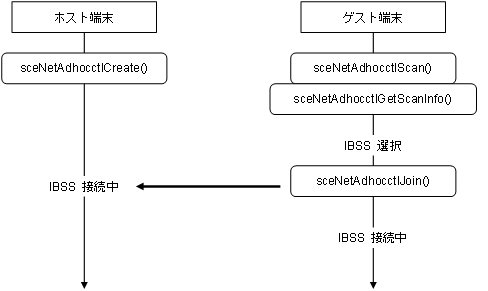 ホスト端末
sceNetAdhocctlCreate()
IBSS 接続中
ゲスト端末
sceNetAdhocctlScan()
sceNetAdhocctlGetScanInfo()
IBSS 選択
sceNetAdhocctlJoin()
IBSS 接続中